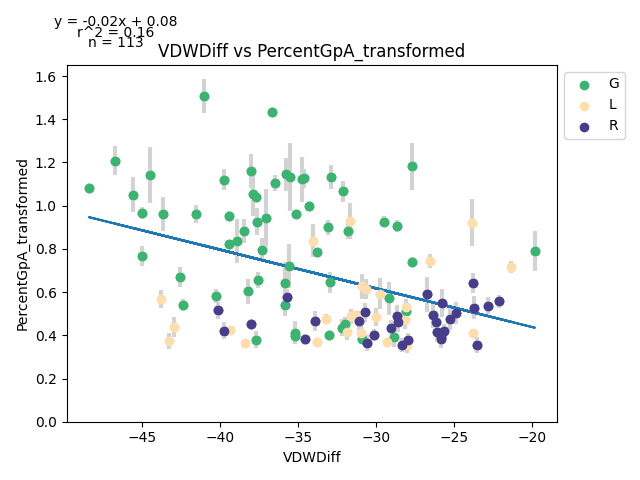 y = -0.02x + 0.08
r^2 = 0.16
n = 113
VDWDiff vs PercentGpA_transformed
1.6
1.4
1.2
1.0
0.8
0.6
0.4
0.2
0.0
PercentGpA_transformed
−45
−40
−35
−30
−25
−20
VDWDiff
G
L
R